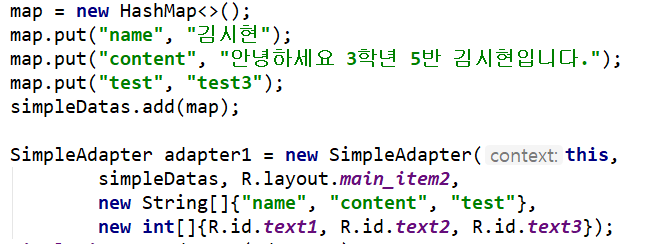 map = new HashMap<>();
map.put("name", "김시현");
map.put("content", "안녕하세요 3학년 5반 김시현입니다.");
map.put("test", "test3");
simpleDatas.add(map);
SimpleAdapter adapter1 = new SimpleAdapter( context: this,
simpleDatas, R.layout.main_item2,
new String[]{"name", "content", "test"},
new int[]{R.id.text1, R.id.text2, R.id.text3});